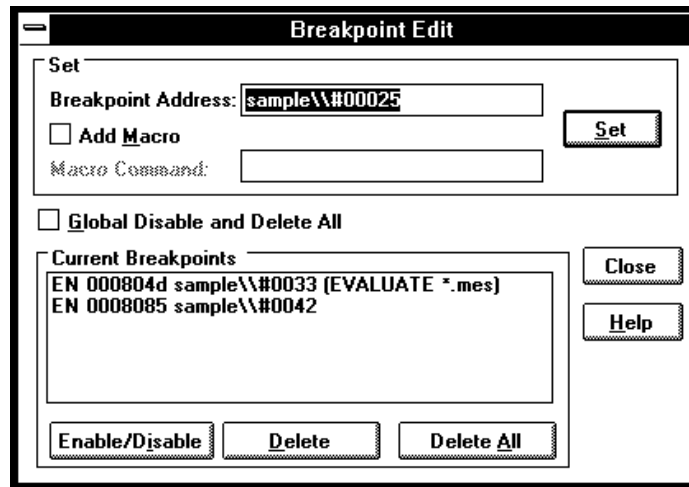 Breakpoint Edit
Set
Breakpoint Address: sample\\#00025
Set
Add Macro
Macro Command:
Global Disable and Delete All
Current Breakpoints
EN 000804d sample\\#0033 (EVALUATE *.mes)
EN 0008085 sample\\#0042
Close
Help
Enable/Disable Delete Delete All